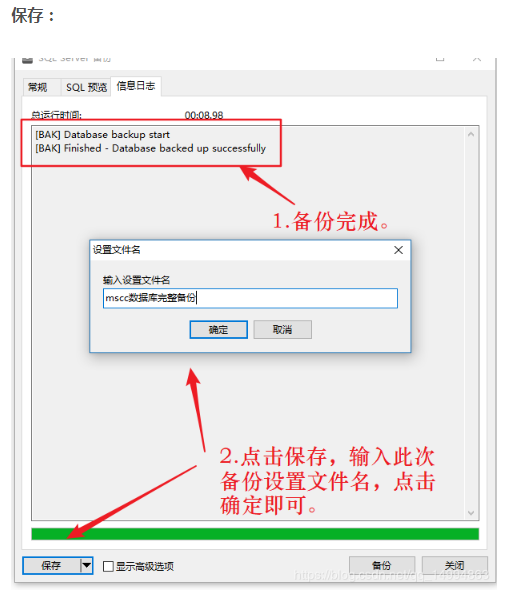 保存：
SQL Server 备份
常规
SQL 预览
信息日志
总运行时间:
00:08.98
[BAK] Database backup start
[BAK] Finished - Database backed up successfully
1.备份完成。
设置文件名
输入设置文件名
mscc数据库完整备份
确定
取消
2.点击保存，输入此次
备份设置文件名，点击
确定即可。
保存
显示高级选项
备份
关闭